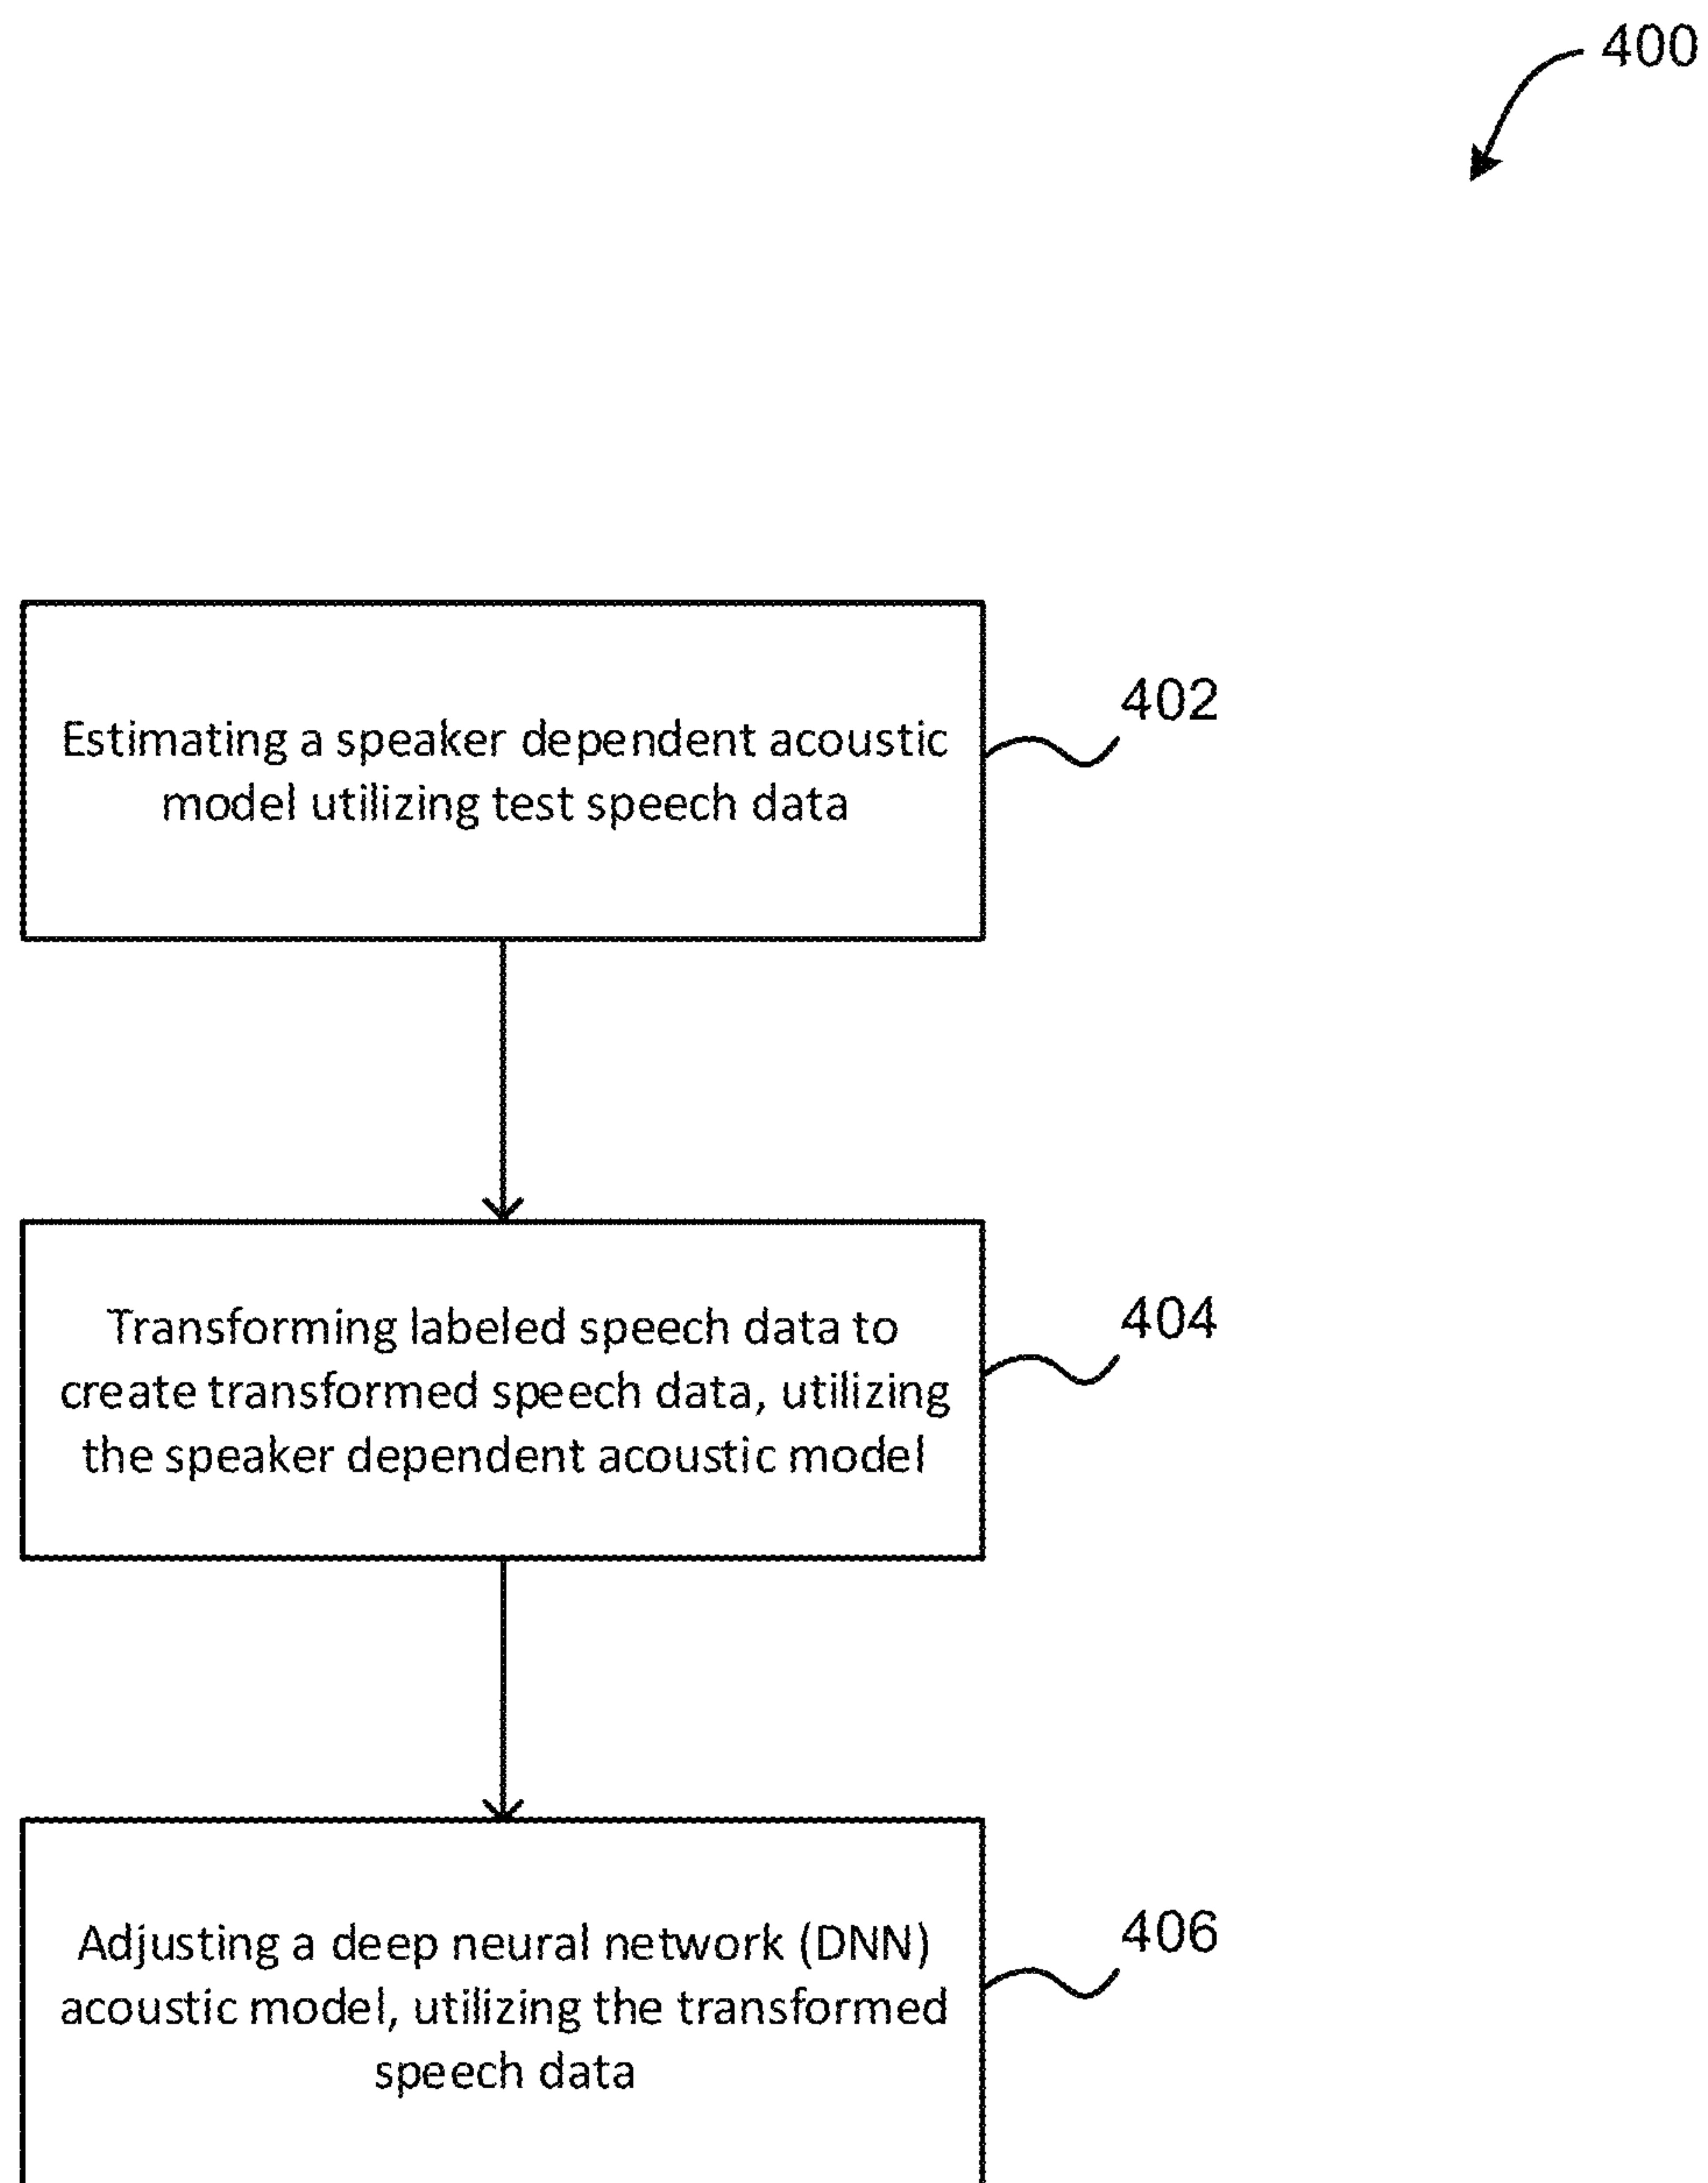 400
Estimating a speaker dependent acoustic
model utilizing test speech data
402
Transforming labeled speech data to
create transformed speech data, utilizing
the speaker dependent acoustic model
404
Adjusting a deep neural network (DNN)
acoustic model, utilizing the transformed
speech data
406